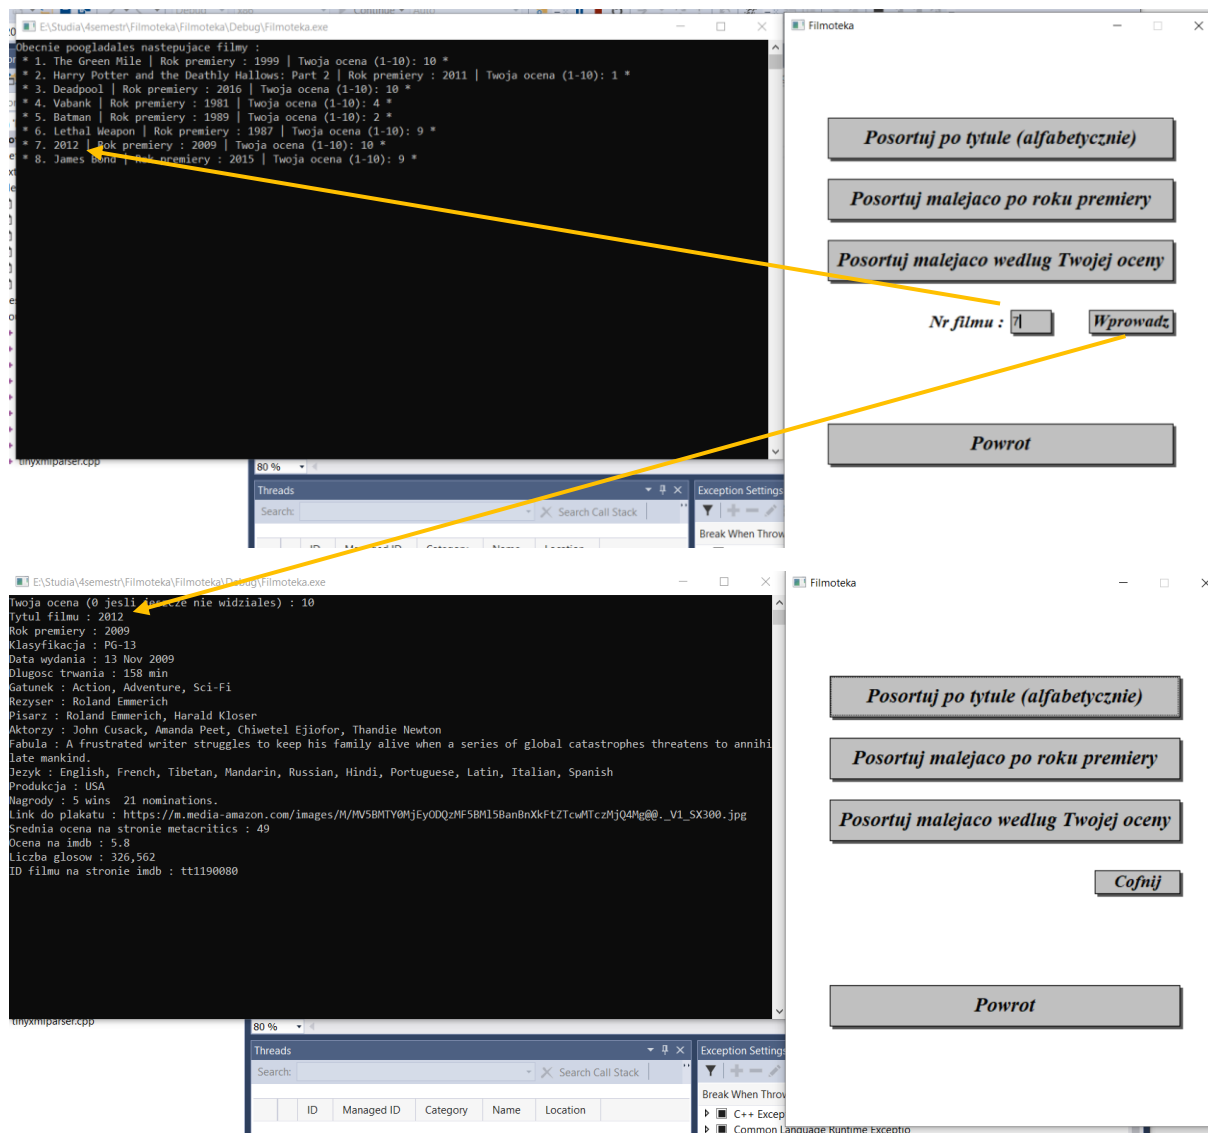 E:\Studia\4semestr\Filmoteka\Filmoteka\Debug\Filmoteka.exe
Obecnie poogladales nastepujace filmy :
* 1. The Green Mile | Rok premiery : 1999 | Twoja ocena (1-10): 10 *
* 2. Harry Potter and the Deathly Hallows: Part 2 | Rok premiery : 2011 | Twoja ocena (1-10): 1 *
* 3. Deadpool | Rok premiery : 2016 | Twoja ocena (1-10): 10 *
* 4. Vabank | Rok premiery : 1981 | Twoja ocena (1-10): 4 *
* 5. Batman | Rok premiery : 1989 | Twoja ocena (1-10): 2 *
* 6. Lethal Weapon | Rok premiery : 1987 | Twoja ocena (1-10): 9 *
* 7. 2012 | Rok premiery : 2009 | Twoja ocena (1-10): 10 *
* 8. James Bond | Rok premiery : 2015 | Twoja ocena (1-10): 9 *
Filmoteka
Posortuj po tytule (alfabetycznie)
Posortuj malejaco po roku premiery
Posortuj malejaco wedlug Twojej oceny
Nr filmu : 7 Wprowadz
Powrot
tinyxmlparser.cpp
80 %
Threads
Search: Search Call Stack
ID Managed ID Category Name Location
Exception Settings
Break When Throw
E:\Studia\4semestr\Filmoteka\Filmoteka\Debug\Filmoteka.exe
Twoja ocena (0 jesli jeszcze nie widziales) : 10
Tytul filmu : 2012
Rok premiery : 2009
Klasyfikacja : PG-13
Data wydania : 13 Nov 2009
Dlugosc trwania : 158 min
Gatunek : Action, Adventure, Sci-Fi
Rezyser : Roland Emmerich
Pisarz : Roland Emmerich, Harald Kloser
Aktorzy : John Cusack, Amanda Peet, Chiwetel Ejiofor, Thandie Newton
Fabula : A frustrated writer struggles to keep his family alive when a series of global catastrophes threatens to annihi
late mankind.
Jezyk : English, French, Tibetan, Mandarin, Russian, Hindi, Portuguese, Latin, Italian, Spanish
Produkcja : USA
Nagrody : 5 wins  21 nominations.
Link do plakatu : https://m.media-amazon.com/images/M/MV5BMTY0MjEyODQzMF5BMl5BanBnXkFtZTcwMTczMjQ4Mg@@._V1_SX300.jpg
Srednia ocena na stronie metacritics : 49
Ocena na imdb : 5.8
Liczba glosow : 326,562
ID filmu na stronie imdb : tt1190080
Filmoteka
Posortuj po tytule (alfabetycznie)
Posortuj malejaco po roku premiery
Posortuj malejaco wedlug Twojej oceny
Cofnij
Powrot
tinyxmlparser.cpp
80 %
Threads
Search: Search Call Stack
ID Managed ID Category Name Location
Exception Setting
Break When Throw
C++ Excep
Common Language Runtime Exceptio